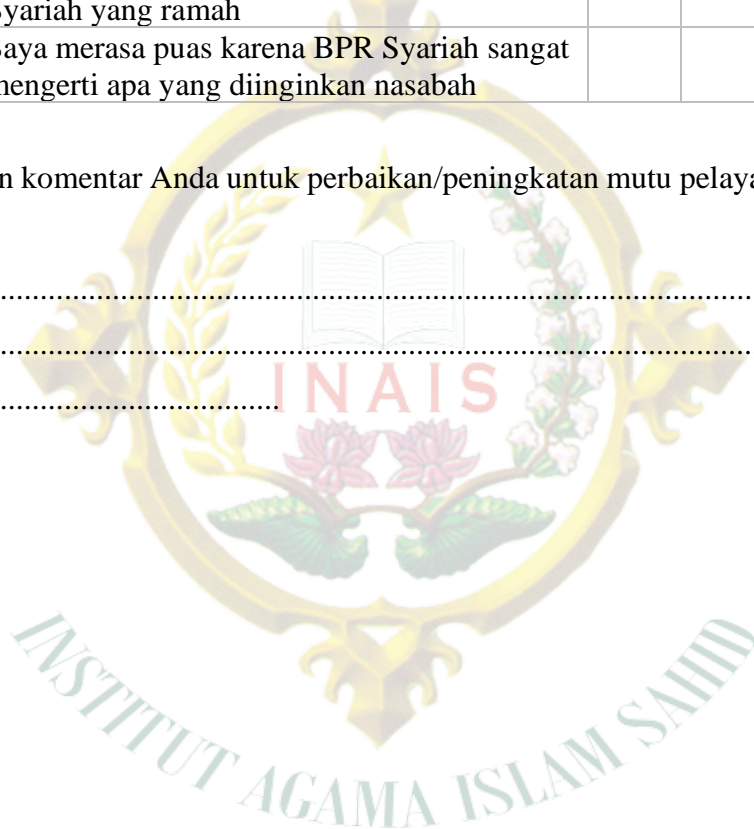 Syariah yang ramah
Saya merasa puas karena BPR Syariah sangat
mengerti apa yang diinginkan nasabah
n komentar Anda untuk perbaikan/peningkatan mutu pelaya
................................................................................................
................................................................................................
...................................
INAIS
INSTITUT AGAMA ISLAM SAHID